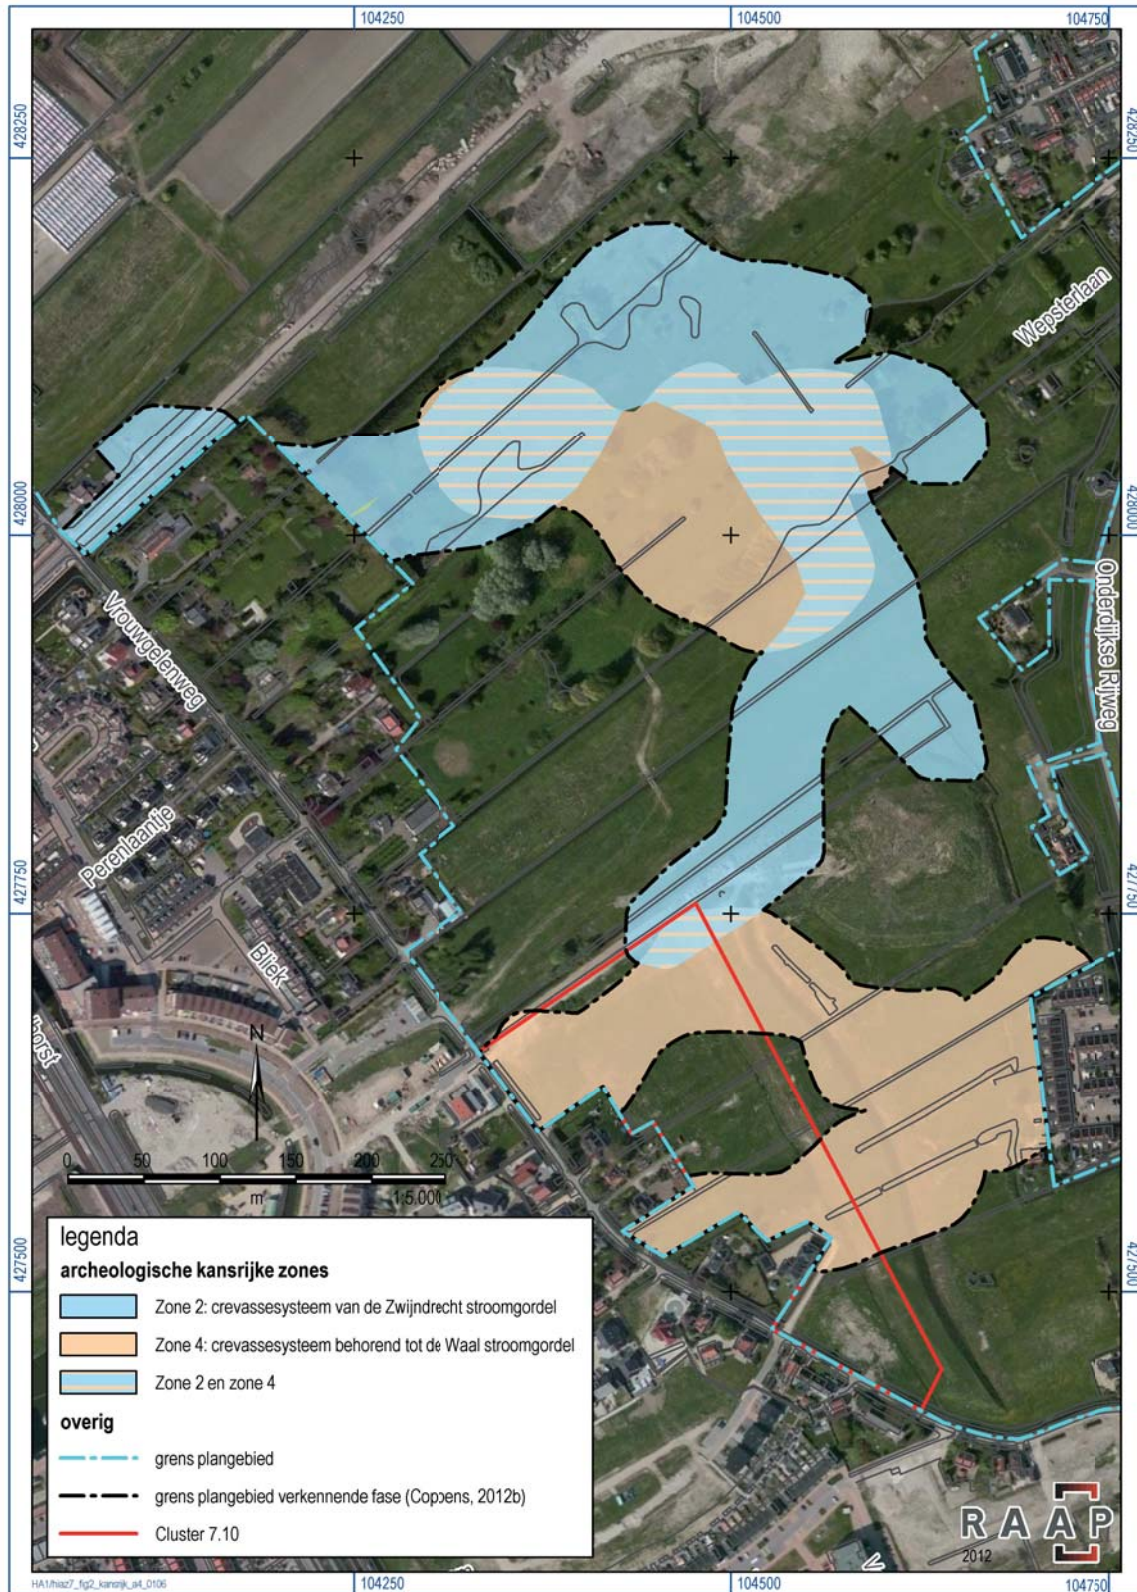 104250
104500
104750
428250
428250
Wepsterlaan
428000
428000
Vrouwgelenweg
Onderdijkse Rijweg
Perenlaantje
427750
427750
Bliek
N
horst
0 50 100 150 200 250
m
1:5.000
427500
427500
legenda
archeologische kansrijke zones
Zone 2: crevassesysteem van de Zwijndrecht stroomgordel
Zone 4: crevassesysteem behorend tot de Waal stroomgordel
Zone 2 en zone 4
overig
grens plangebied
grens plangebied verkennende fase (Coppens, 2012b)
Cluster 7.10
RAAP
2012
HA1/hiaz7_fig2_kansrijk_a4_0106
104250
104500
104750